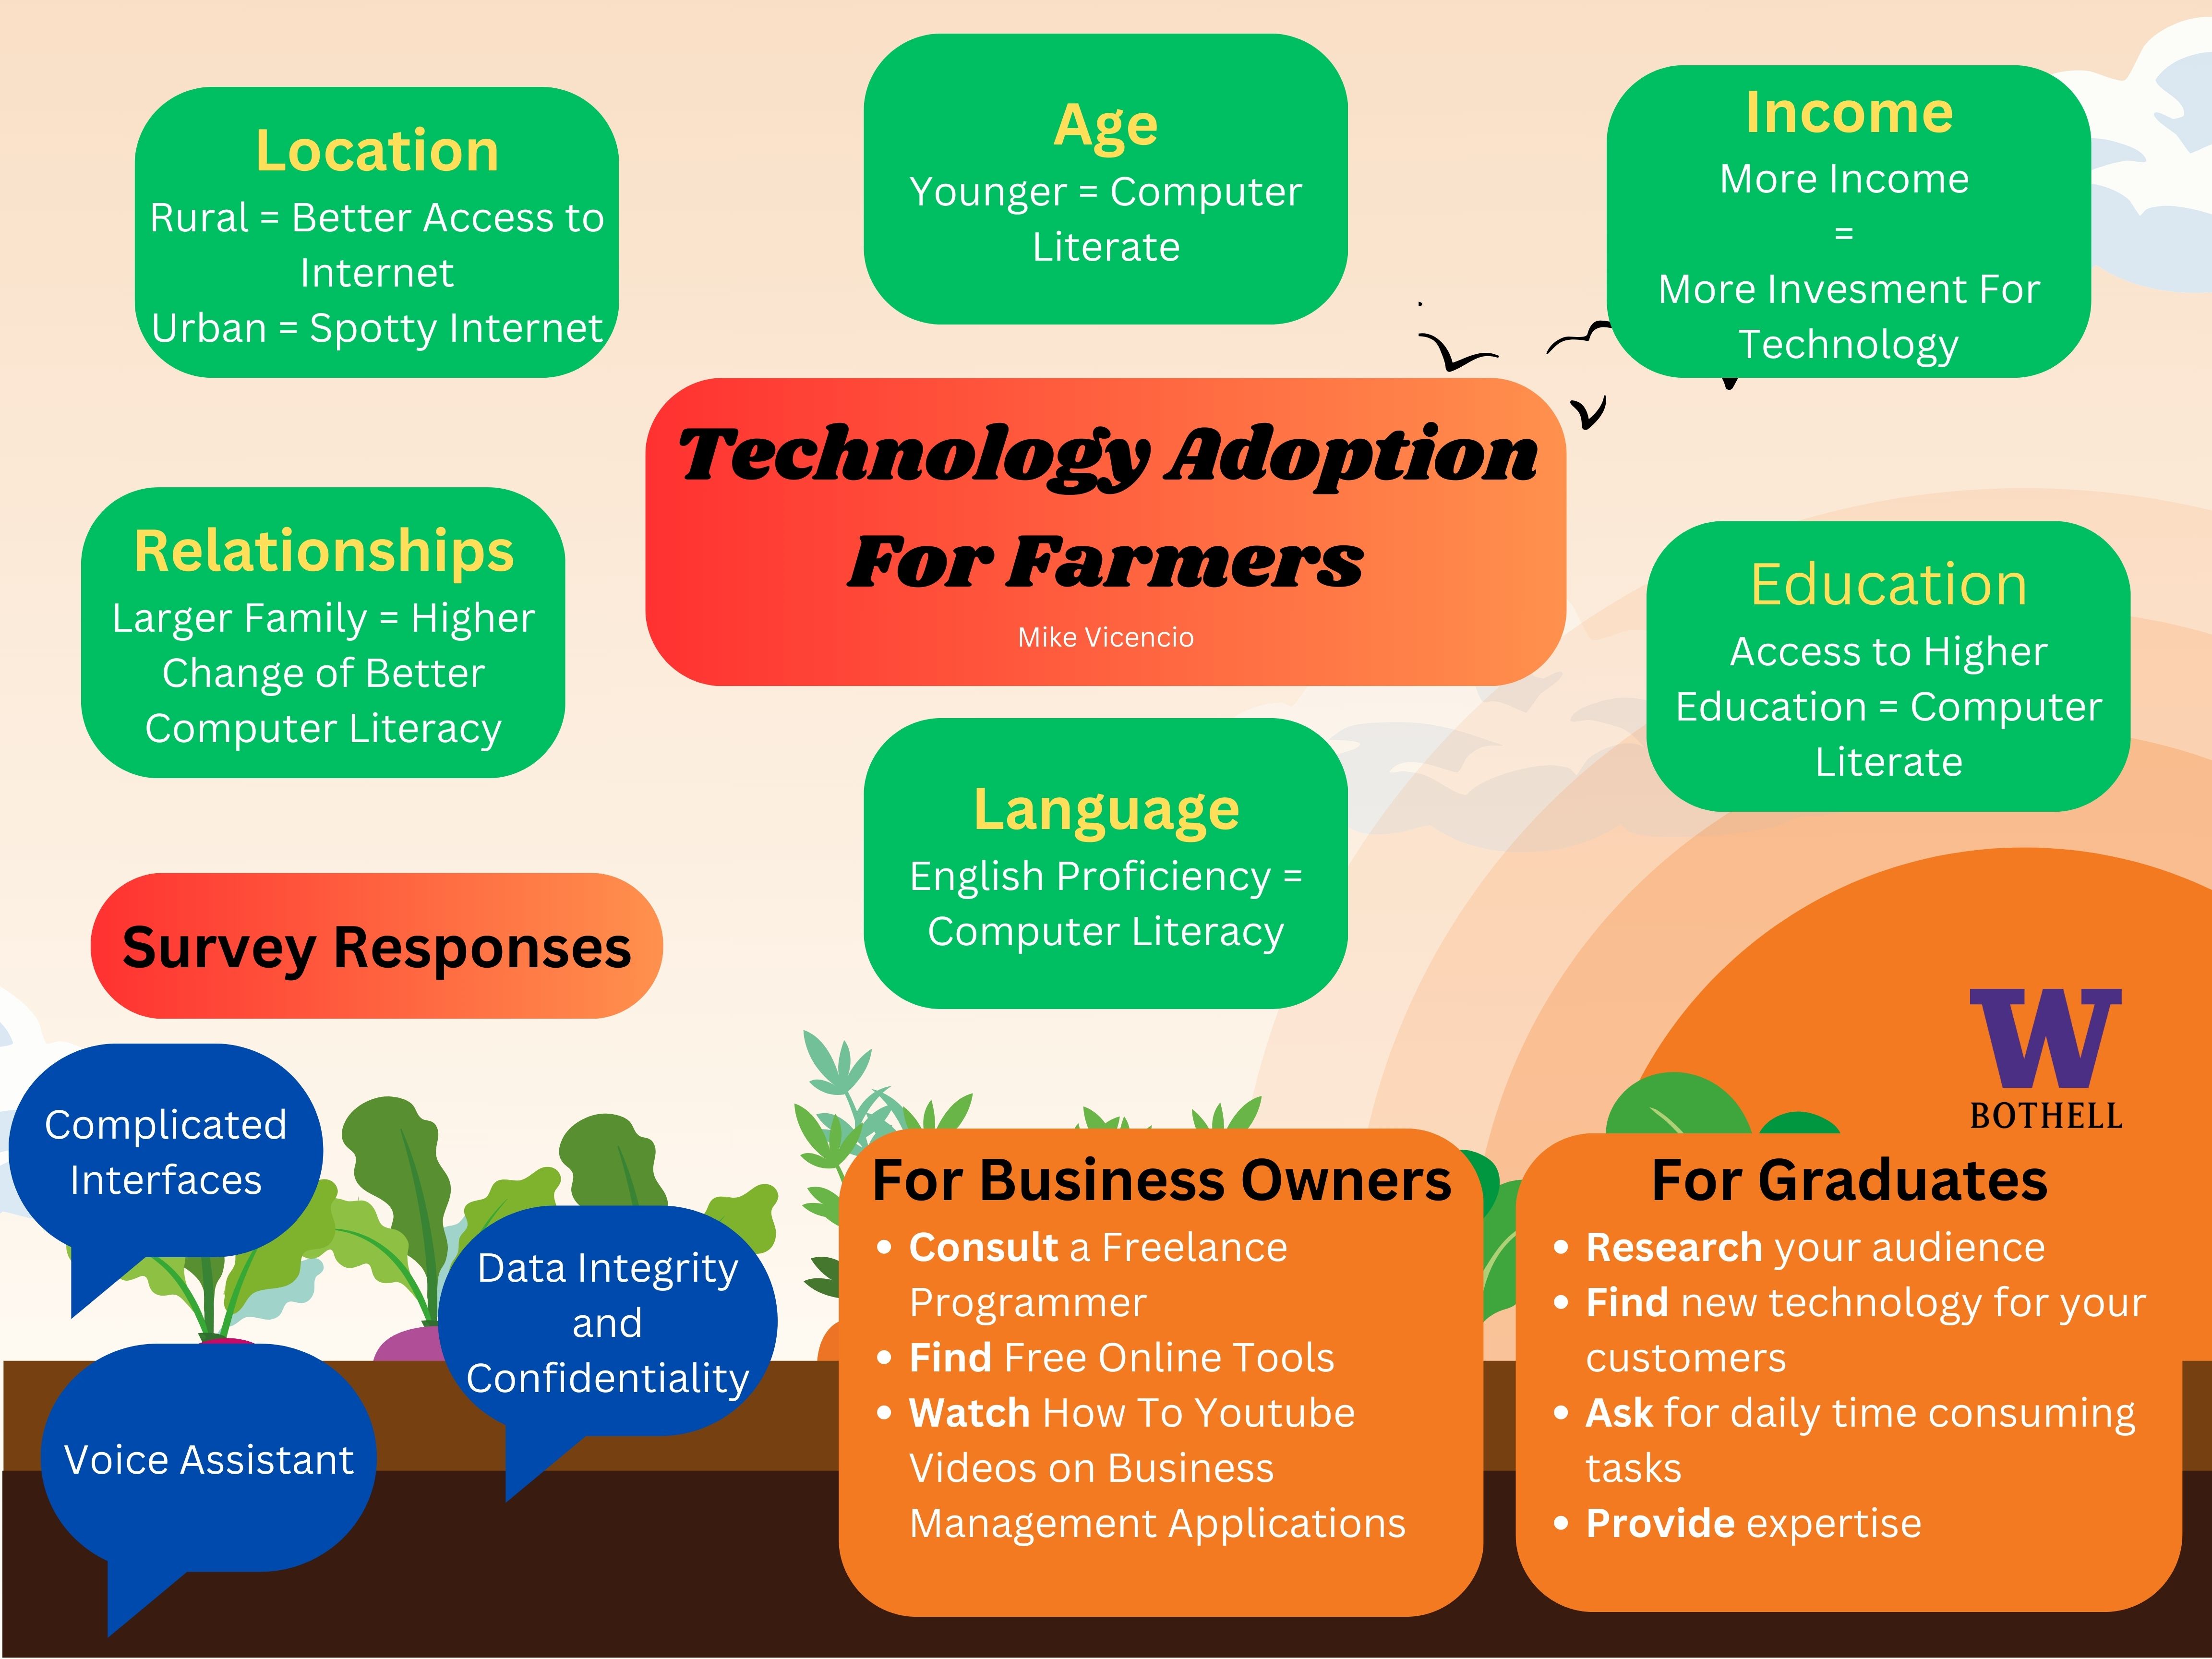 Location
Rural = Better Access to
Internet
Urban = Spotty Internet
Age
Younger = Computer
Literate
Income
More Income
=
More Invesment For
Technology
Technology Adoption
For Farmers
Mike Vicencio
Relationships
Larger Family = Higher
Change of Better
Computer Literacy
Education
Access to Higher
Education = Computer
Literate
Language
English Proficiency =
Computer Literacy
Survey Responses
Complicated
Interfaces
Data Integrity
and
Confidentiality
Voice Assistant
For Business Owners
• Consult a Freelance
Programmer
• Find Free Online Tools
• Watch How To Youtube
Videos on Business
Management Applications
W
BOTHELL
For Graduates
• Research your audience
• Find new technology for your
customers
• Ask for daily time consuming
tasks
• Provide expertise